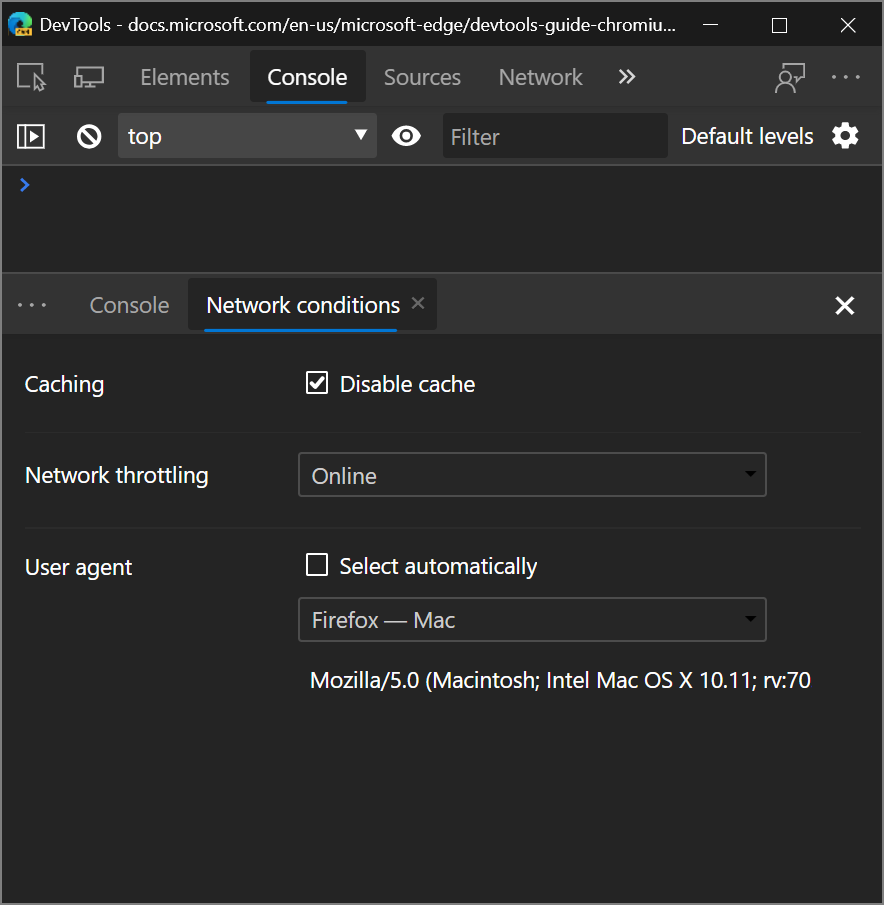 DevTools - docs.microsoft.com/en-us/microsoft-edge/devtools-guide-chromiu...
Elements Console Sources Network
top Filter Default levels
Console Network conditions
Caching Disable cache
Network throttling Online
User agent Select automatically
Firefox — Mac
Mozilla/5.0 (Macintosh; Intel Mac OS X 10.11; rv:70